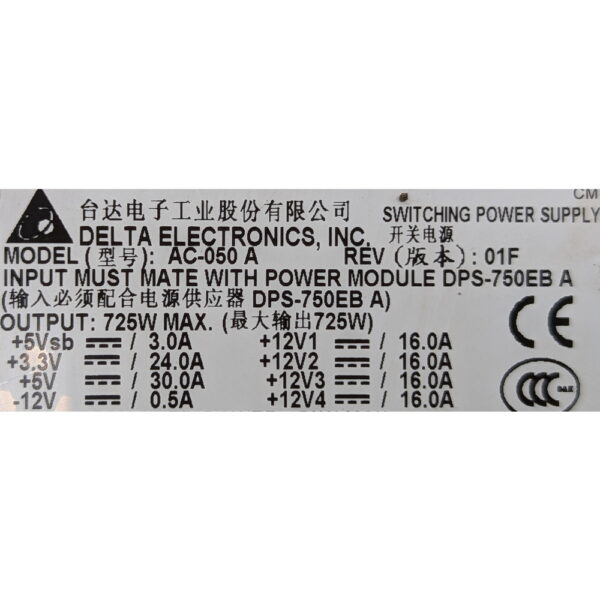 CM
台达电子工业股份有限公司 SWITCHING POWER SUPPLY
DELTA ELECTRONICS, INC. 开关电源
MODEL (型号): AC-050 A REV (版本): 01F
INPUT MUST MATE WITH POWER MODULE DPS-750EB A
(输入必须配合电源供应器 DPS-750EB A)
OUTPUT: 725W MAX. (最大输出725W)
+5Vsb ⎓ / 3.0A +12V1 ⎓ / 16.0A
+3.3V ⎓ / 24.0A +12V2 ⎓ / 16.0A
+5V ⎓ / 30.0A +12V3 ⎓ / 16.0A
-12V ⎓ / 0.5A +12V4 ⎓ / 16.0A
CE
CCC